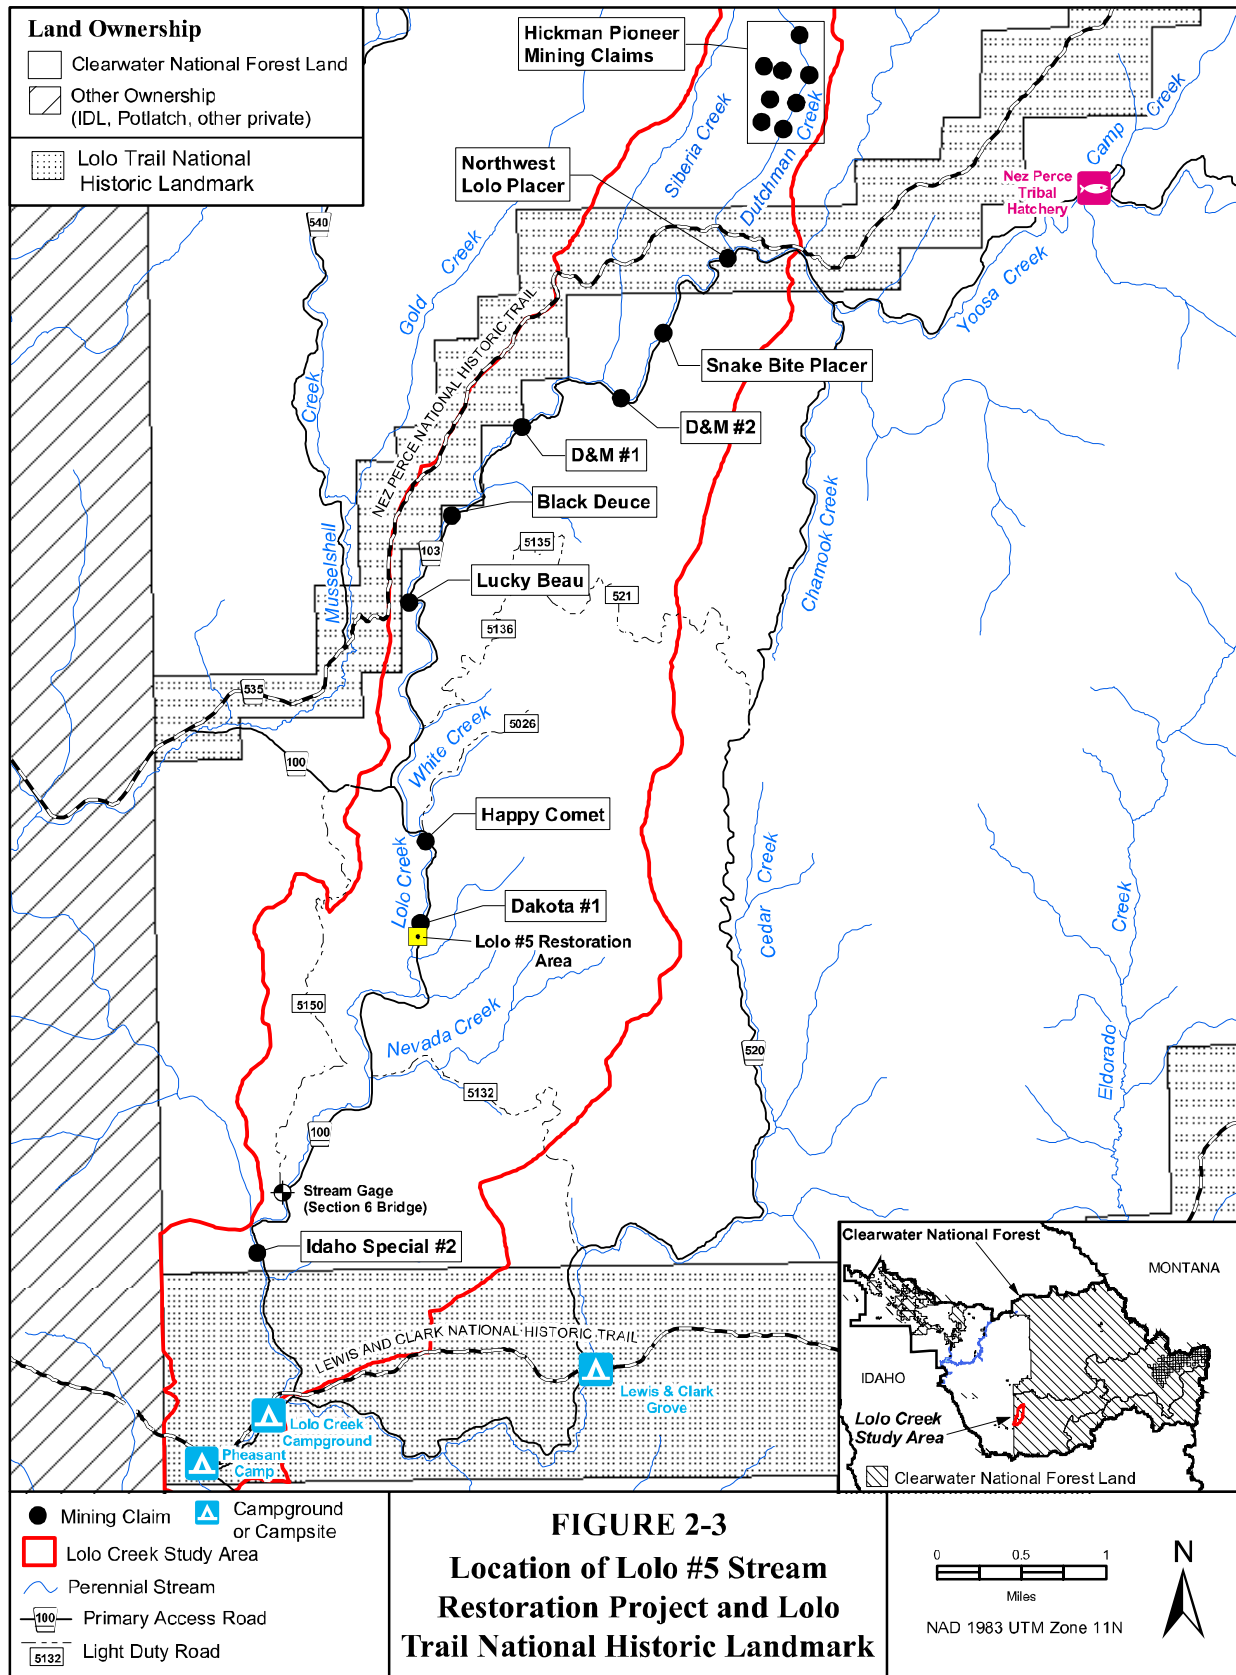 Land Ownership
Clearwater National Forest Land
Other Ownership
(IDL, Potlatch, other private)
Lolo Trail National
Historic Landmark
Hickman Pioneer
Mining Claims
Northwest
Lolo Placer
Siberia Creek
Dutchman Creek
Camp Creek
Nez Perce
Tribal
Hatchery
Yoosa Creek
540
Gold Creek
NEZ PERCE NATIONAL HISTORIC TRAIL
Snake Bite Placer
D&M #2
D&M #1
Black Deuce
Musselshell Creek
103
5135
Lucky Beau
521
5136
Chamook Creek
535
White Creek
5026
100
Happy Comet
Lolo Creek
Dakota #1
Lolo #5 Restoration
Area
Cedar Creek
Eldorado Creek
5150
Nevada Creek
520
5132
100
Stream Gage
(Section 6 Bridge)
Idaho Special #2
LEWIS AND CLARK NATIONAL HISTORIC TRAIL
Lewis & Clark
Grove
Lolo Creek
Campground
Pheasant
Camp
Clearwater National Forest
MONTANA
IDAHO
Lolo Creek
Study Area
Clearwater National Forest Land
Mining Claim
Campground
or Campsite
Lolo Creek Study Area
Perennial Stream
100
Primary Access Road
5132
Light Duty Road
FIGURE 2-3
Location of Lolo #5 Stream
Restoration Project and Lolo
Trail National Historic Landmark
0 0.5 1
Miles
NAD 1983 UTM Zone 11N
N